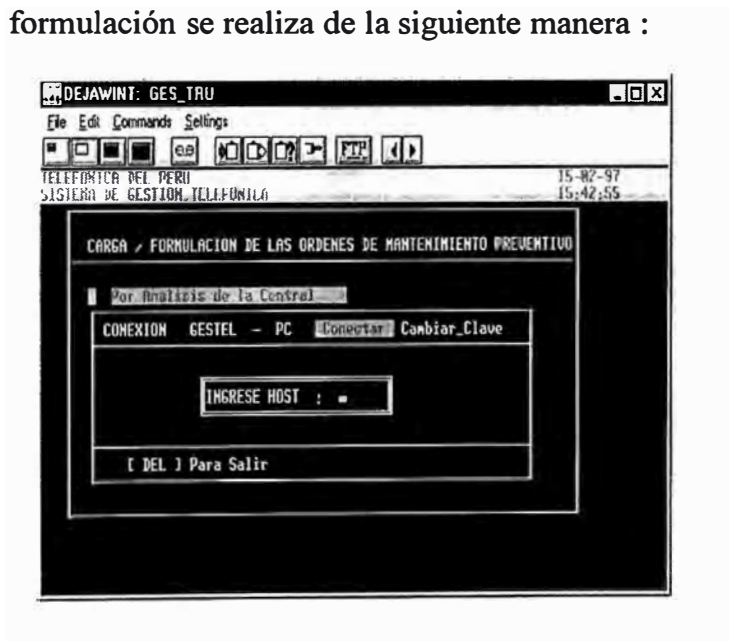 formulación se realiza de la siguiente manera :
DEJAWINT: GES_TRU
File Edit Commands Settings
FTP
TELEFONICA DEL PERU 15-02-97
SISTEMA DE GESTION TELEFONICA 15:42:55
CARGA / FORMULACION DE LAS ORDENES DE MANTENIMIENTO PREVENTIVO
Por Analisis de la Central
CONEXION GESTEL - PC Conectar Cambiar_Clave
INGRESE HOST :
[ DEL ] Para Salir